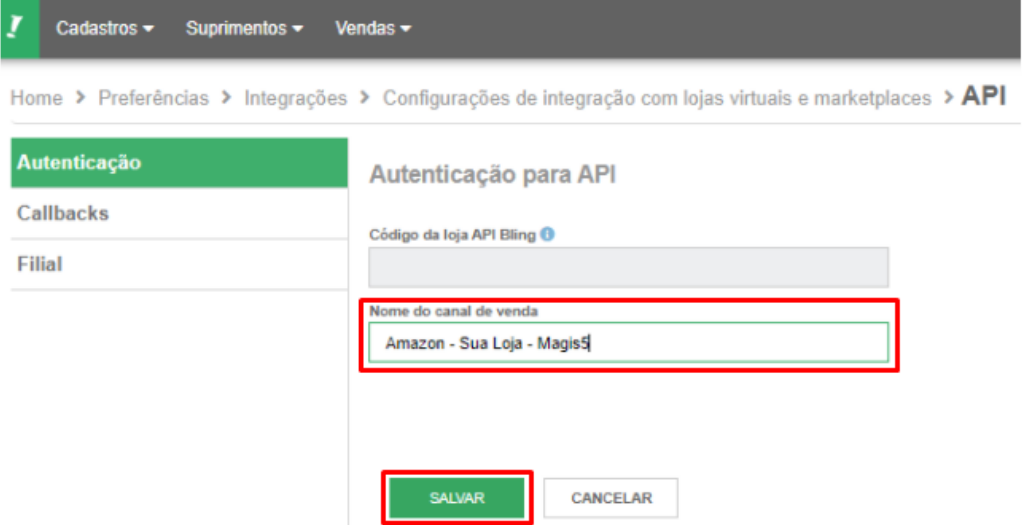 Cadastros Suprimentos Vendas
Home > Preferências > Integrações > Configurações de integração com lojas virtuais e marketplaces > API
Autenticação
Callbacks
Filial
Autenticação para API
Código da loja API Bling
Nome do canal de venda
Amazon - Sua Loja - Magis5
SALVAR CANCELAR